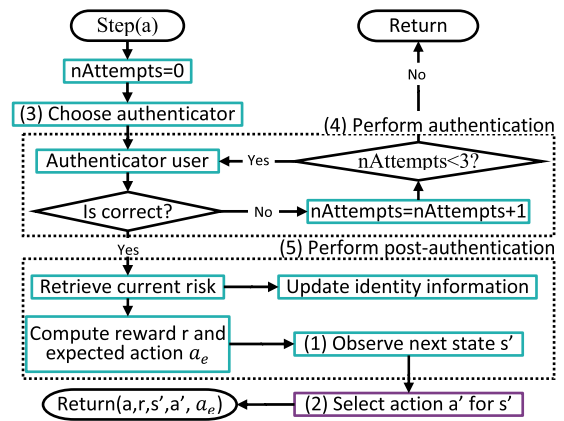 Step(a)
Return
nAttempts=0
No
(3) Choose authenticator
(4) Perform authentication
Authenticator user
Yes
nAttempts<3?
Is correct?
No
nAttempts=nAttempts+1
Yes
(5) Perform post-authentication
Retrieve current risk
Update identity information
Compute reward r and
expected action aₑ
(1) Observe next state s’
Return(a,r,s’,a’, aₑ)
(2) Select action a’ for s’